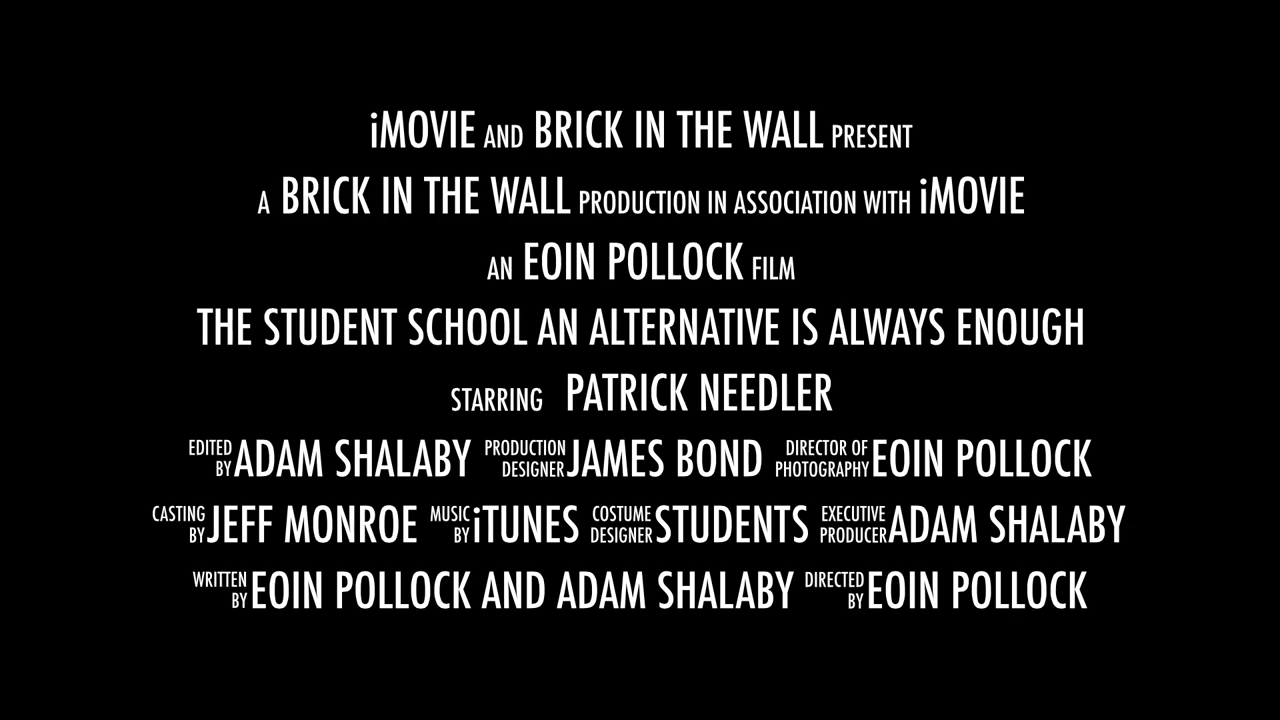 iMOVIE AND BRICK IN THE WALL PRESENT
A BRICK IN THE WALL PRODUCTION IN ASSOCIATION WITH iMOVIE
AN EOIN POLLOCK FILM
THE STUDENT SCHOOL AN ALTERNATIVE IS ALWAYS ENOUGH
STARRING PATRICK NEEDLER
EDITED BY ADAM SHALABY PRODUCTION DESIGNER JAMES BOND DIRECTOR OF PHOTOGRAPHY EOIN POLLOCK
CASTING BY JEFF MONROE MUSIC BY iTUNES COSTUME DESIGNER STUDENTS EXECUTIVE PRODUCER ADAM SHALABY
WRITTEN BY EOIN POLLOCK AND ADAM SHALABY DIRECTED BY EOIN POLLOCK